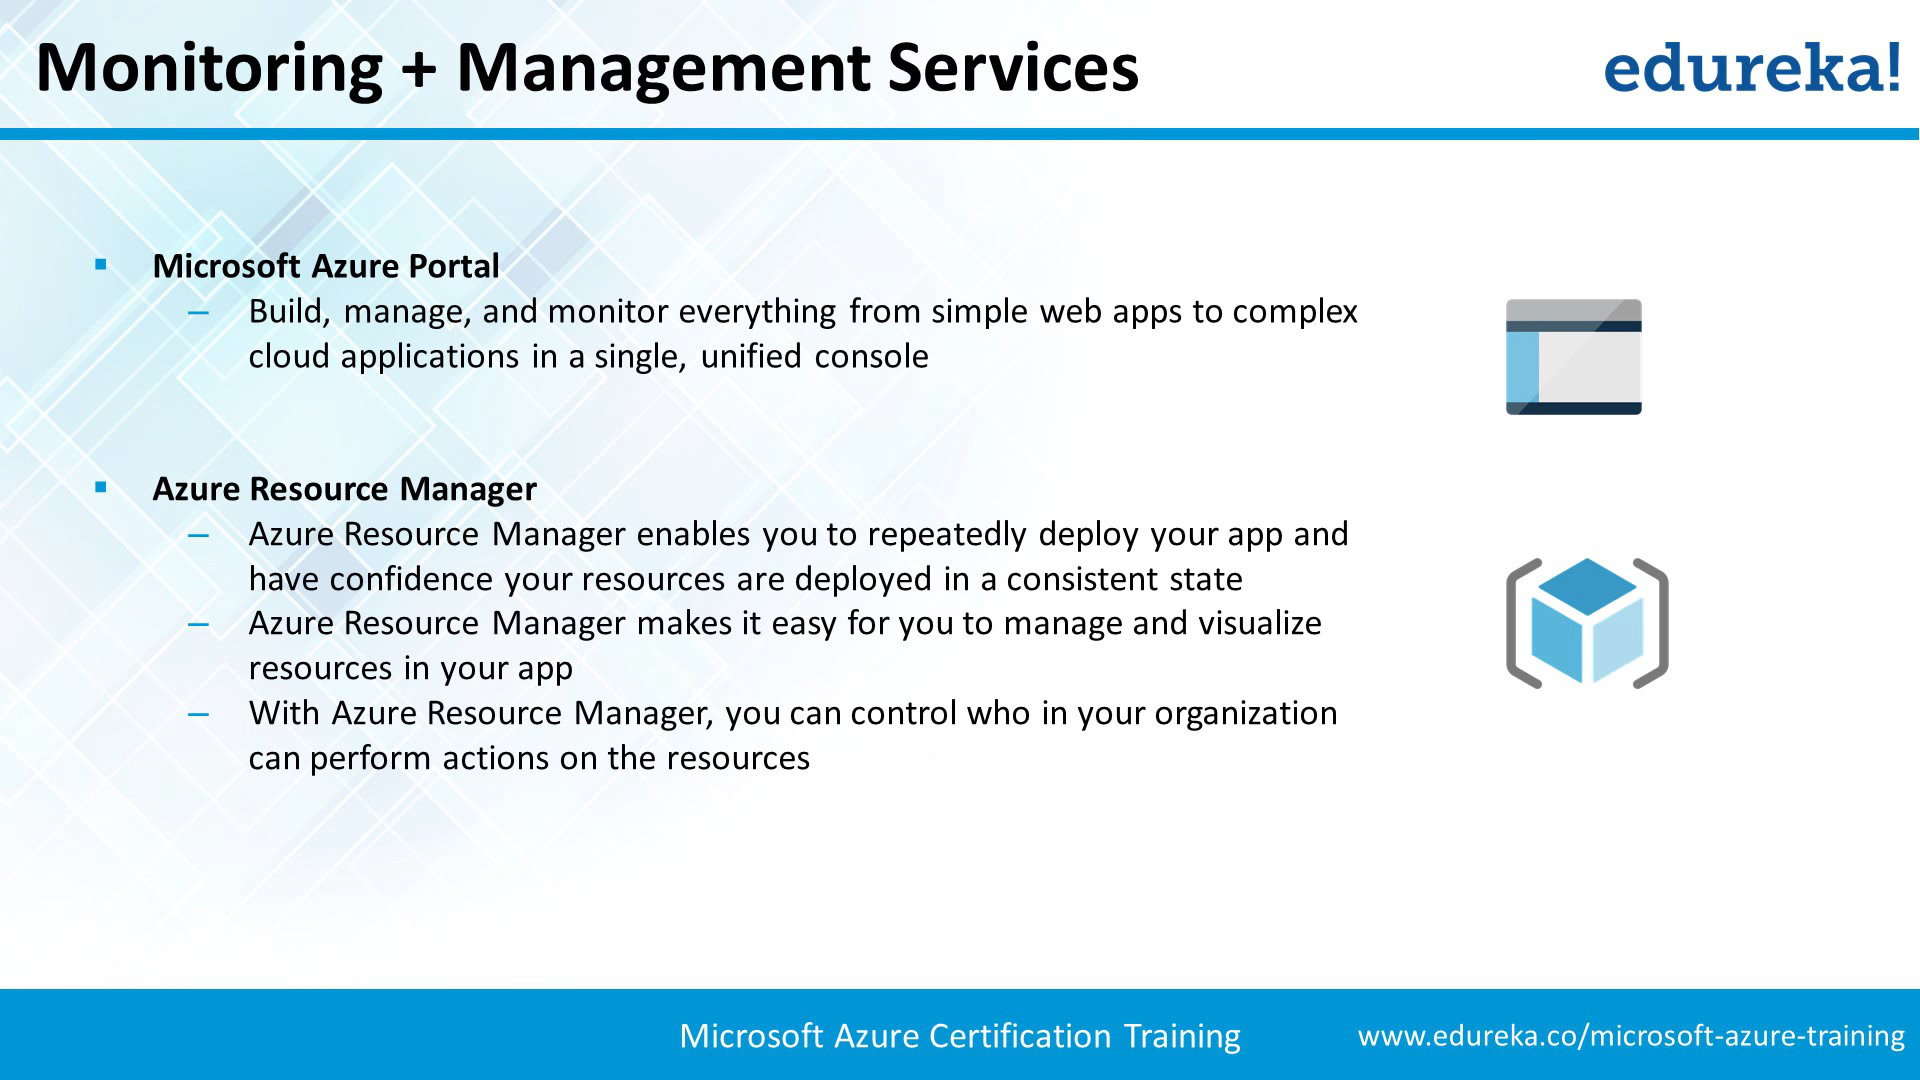 Monitoring + Management Services
edureka!
▪ Microsoft Azure Portal
– Build, manage, and monitor everything from simple web apps to complex
cloud applications in a single, unified console
▪ Azure Resource Manager
– Azure Resource Manager enables you to repeatedly deploy your app and
have confidence your resources are deployed in a consistent state
– Azure Resource Manager makes it easy for you to manage and visualize
resources in your app
– With Azure Resource Manager, you can control who in your organization
can perform actions on the resources
Microsoft Azure Certification Training
www.edureka.co/microsoft-azure-training